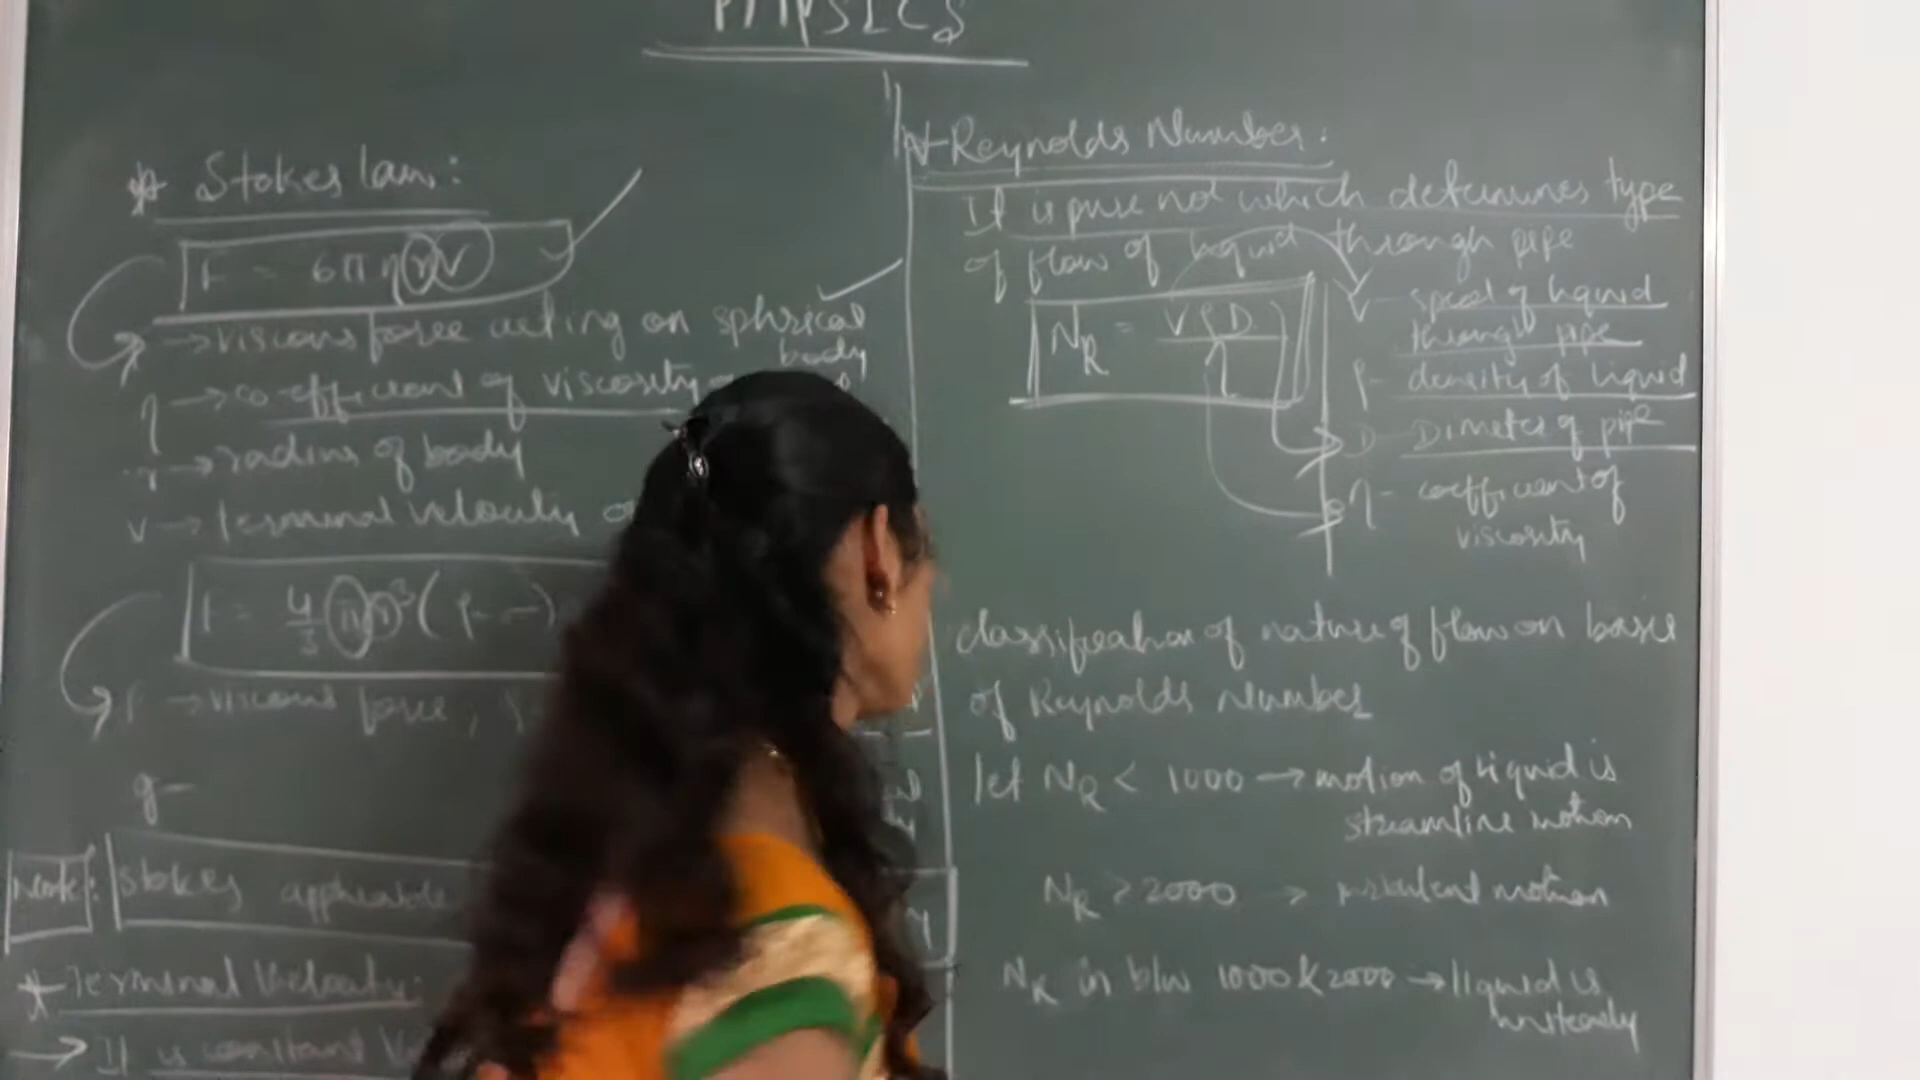 PHYSICS
* Stokes law:
F = 6πηrv
→ viscous force acting on sphrical
body
η → co-efficient of viscosity
r → radius of body
v → terminal velocity
F = 4/3 πr³(ρ-σ)
F → viscous force,
g-
Note: stokes applicable
* Terminal Velocity:
→ It is constant
* Reynolds Number:
It is pure no which determines type
of flow of liquid through pipe
N_R = VρD/η
V- speed of liquid
through pipe
ρ- density of liquid
D- Dimeter of pipe
η- coefficient of
viscosity
classification of nature of flow on basis
of Reynolds Number
let N_R < 1000 → motion of liquid is
streamline motion
N_R > 2000 → turbulent motion
N_R in b/w 1000 & 2000 → liquid is
unsteady